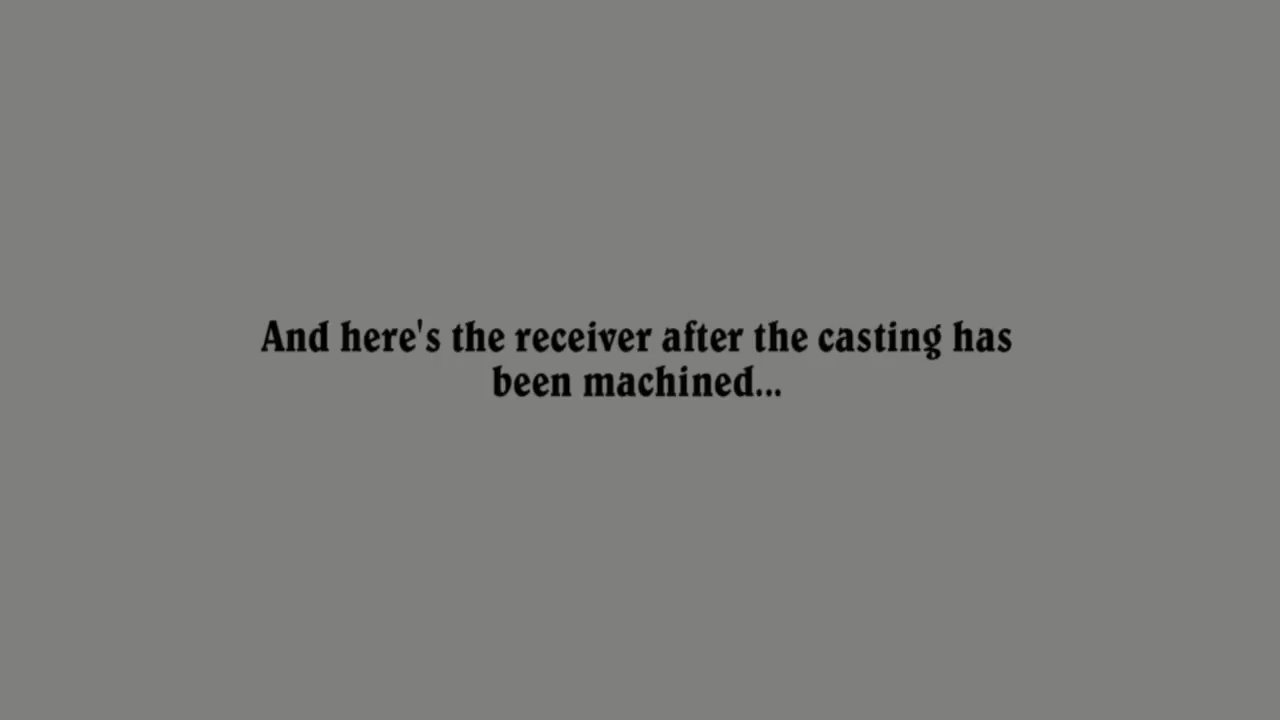 And here's the receiver after the casting has
been machined...